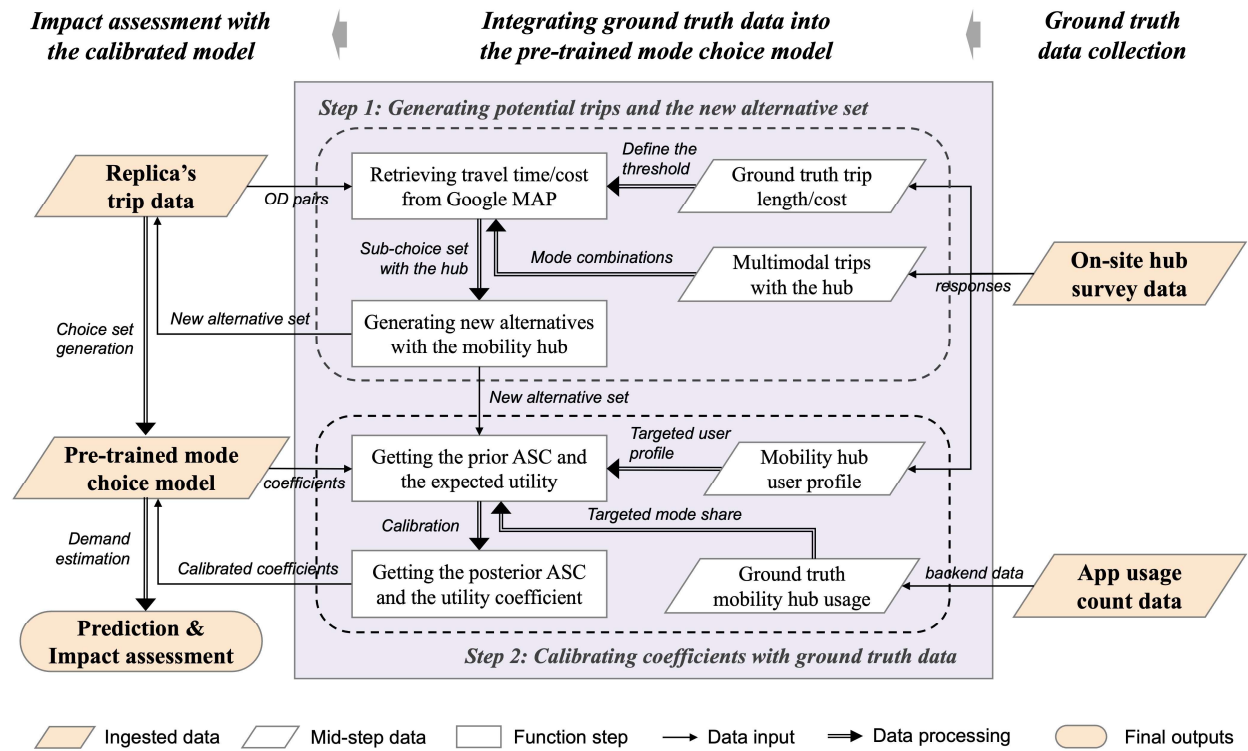 Impact assessment with
the calibrated model
Integrating ground truth data into
the pre-trained mode choice model
Ground truth
data collection
Step 1: Generating potential trips and the new alternative set
Replica's
trip data
OD pairs
Retrieving travel time/cost
from Google MAP
Define the
threshold
Ground truth trip
length/cost
Sub-choice set
with the hub
Mode combinations
Multimodal trips
with the hub
responses
On-site hub
survey data
Choice set
generation
New alternative set
Generating new alternatives
with the mobility hub
New alternative set
Pre-trained mode
choice model
coefficients
Getting the prior ASC and
the expected utility
Targeted user
profile
Mobility hub
user profile
Demand
estimation
Calibration
Targeted mode share
Calibrated coefficients
Getting the posterior ASC
and the utility coefficient
Ground truth
mobility hub usage
backend data
App usage
count data
Prediction &
Impact assessment
Step 2: Calibrating coefficients with ground truth data
Ingested data
Mid-step data
Function step
Data input
Data processing
Final outputs